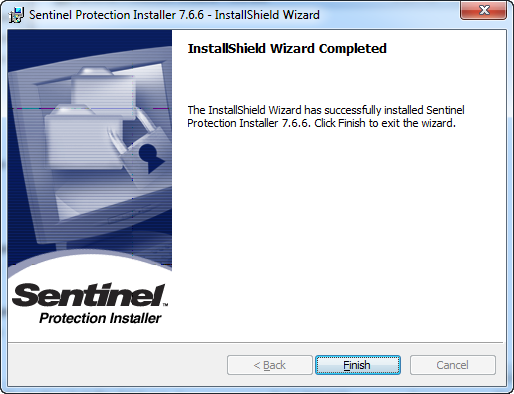 Sentinel Protection Installer 7.6.6 - InstallShield Wizard
InstallShield Wizard Completed
The InstallShield Wizard has successfully installed Sentinel
Protection Installer 7.6.6. Click Finish to exit the wizard.
Sentinel™
Protection Installer
< Back
Finish
Cancel